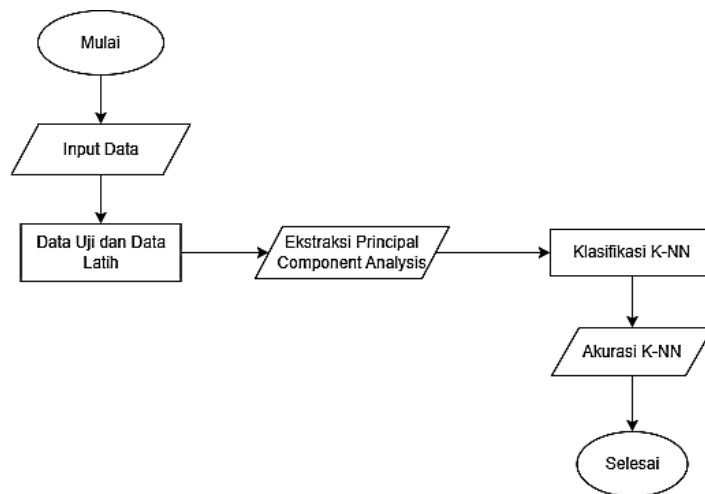 Mulai
Input Data
Data Uji dan Data
Latih
Ekstraksi Principal
Component Analysis
Klasifikasi K-NN
Akurasi K-NN
Selesai